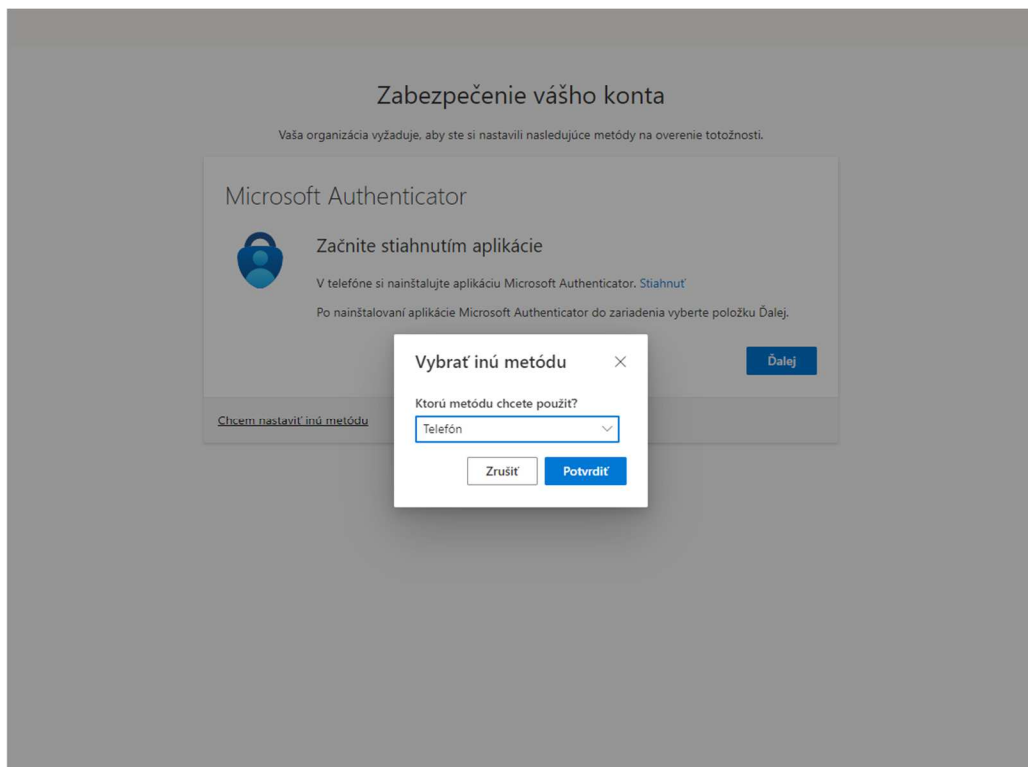 Zabezpečenie vášho konta
Vaša organizácia vyžaduje, aby ste si nastavili nasledujúce metódy na overenie totožnosti.
Microsoft Authenticator
Začnite stiahnutím aplikácie
V telefóne si nainštalujte aplikáciu Microsoft Authenticator. Stiahnuť
Po nainštalovaní aplikácie Microsoft Authenticator do zariadenia vyberte položku Ďalej.
Ďalej
Chcem nastaviť inú metódu
Vybrať inú metódu
Ktorú metódu chcete použiť?
Telefón
Zrušiť Potvrdiť